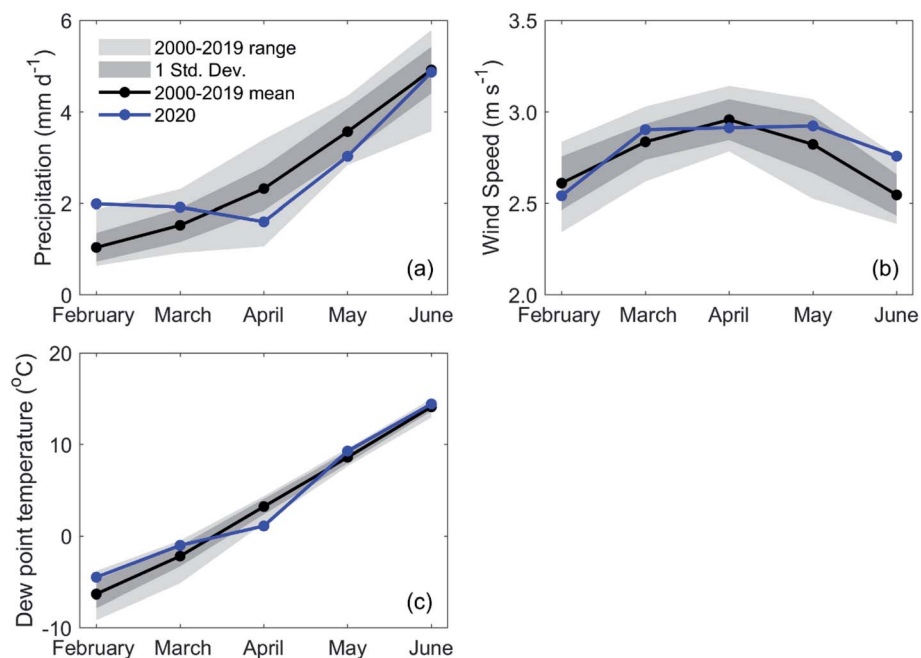 Precipitation (mm d⁻¹)
6
4
2
0
2000-2019 range
1 Std. Dev.
2000-2019 mean
2020
(a)
February March April May June
Wind Speed (m s⁻¹)
3.5
3.0
2.5
2.0
(b)
February March April May June
Dew point temperature (°C)
20
10
0
-10
(c)
February March April May June